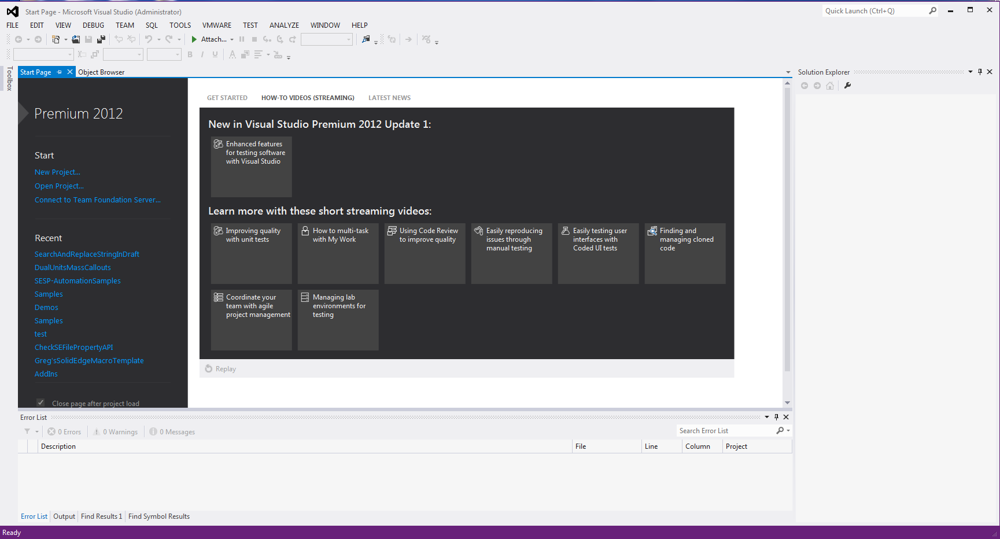 Start Page - Microsoft Visual Studio (Administrator)
Quick Launch (Ctrl+Q)
FILE EDIT VIEW DEBUG TEAM SQL TOOLS VMWARE TEST ANALYZE WINDOW HELP
Attach...
B I U A
Toolbox
Start Page
Object Browser
Solution Explorer
Premium 2012
Start
New Project...
Open Project...
Connect to Team Foundation Server...
Recent
SearchAndReplaceStringInDraft
DualUnitsMassCallouts
SESP-AutomationSamples
Samples
Demos
Samples
test
CheckSEFilePropertyAPI
Greg'sSolidEdgeMacroTemplate
AddIns
Close page after project load
GET STARTED HOW-TO VIDEOS (STREAMING) LATEST NEWS
New in Visual Studio Premium 2012 Update 1:
Enhanced features
for testing software
with Visual Studio
Learn more with these short streaming videos:
Improving quality
with unit tests
How to multi-task
with My Work
Using Code Review
to improve quality
Easily reproducing
issues through
manual testing
Easily testing user
interfaces with
Coded UI tests
Finding and
managing cloned
code
Coordinate your
team with agile
project management
Managing lab
environments for
testing
Replay
Error List
0 Errors 0 Warnings 0 Messages
Search Error List
Description File Line Column Project
Error List Output Find Results 1 Find Symbol Results
Ready